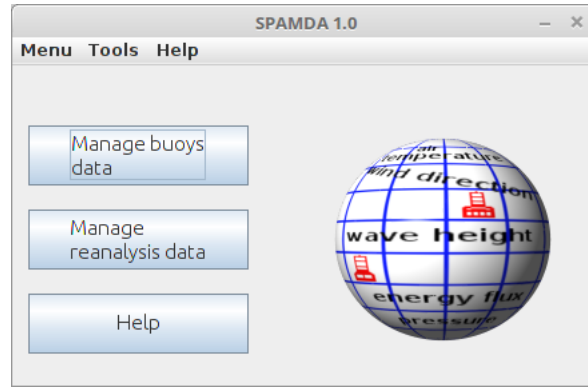 SPAMDA 1.0
Menu Tools Help
Manage buoys
data
Manage
reanalysis data
Help
air
temperature
wind direction
wave height
energy flux
pressure